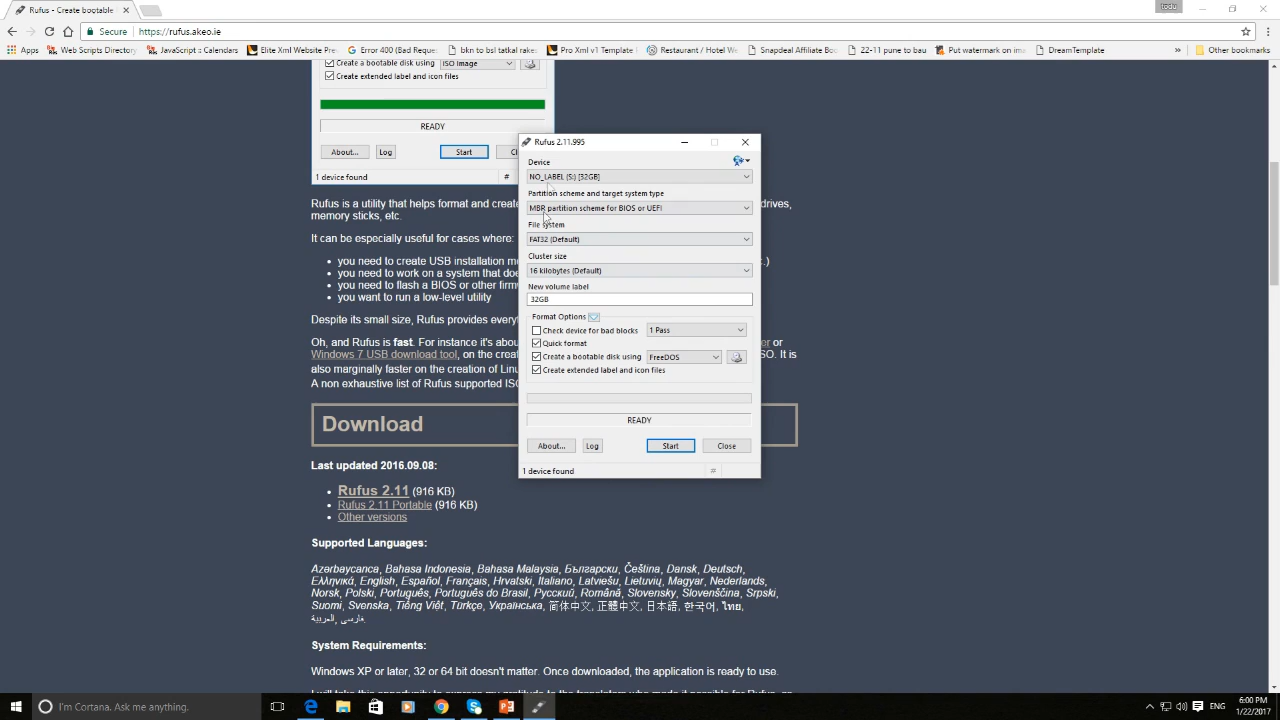 Rufus - Create bootable
todu
Secure https://rufus.akeo.ie
Apps Web Scripts Directory JavaScript :: Calendars Elite Xml Website Prev Error 400 (Bad Reques bkn to bsl tatkal rakes Pro Xml v1 Template Restaurant / Hotel We Snapdeal Affiliate Boo 22-11 pune to bau Put watermark on im DreamTemplate » Other bookmarks
Create a bootable disk using ISO Image
Create extended label and icon files
READY
About... Log Start
1 device found #
Rufus is a utility that helps format and create drives,
memory sticks, etc.
It can be especially useful for cases where:
you need to create USB installation .)
you need to work on a system that
you need to flash a BIOS or other
you want to run a low-level utility
Despite its small size, Rufus provides
Oh, and Rufus is fast. For instance it's or
Windows 7 USB download tool, on the ISO. It is
also marginally faster on the creation of
A non exhaustive list of Rufus supported
Download
Last updated 2016.09.08:
Rufus 2.11 (916 KB)
Rufus 2.11 Portable (916 KB)
Other versions
Supported Languages:
Azərbaycanca, Bahasa Indonesia, Bahasa Malaysia, Български, Čeština, Dansk, Deutsch,
Ελληνικά, English, Español, Français, Hrvatski, Italiano, Latviešu, Lietuvių, Magyar, Nederlands,
Norsk, Polski, Português, Português do Brasil, Русский, Română, Slovensky, Slovenščina, Srpski,
Suomi, Svenska, Tiếng Việt, Türkçe, Українська, 简体中文, 正體中文, 日本語, 한국어, ไทย,
العربية, فارسی.
System Requirements:
Windows XP or later, 32 or 64 bit doesn't matter. Once downloaded, the application is ready to use.
Rufus 2.11.995
Device
NO_LABEL (S:) [32GB]
Partition scheme and target system type
MBR partition scheme for BIOS or UEFI
File system
FAT32 (Default)
Cluster size
16 kilobytes (Default)
New volume label
32GB
Format Options
Check device for bad blocks 1 Pass
Quick format
Create a bootable disk using FreeDOS
Create extended label and icon files
READY
About... Log Start Close
1 device found #
I'm Cortana. Ask me anything. ENG 6:00 PM
1/22/2017